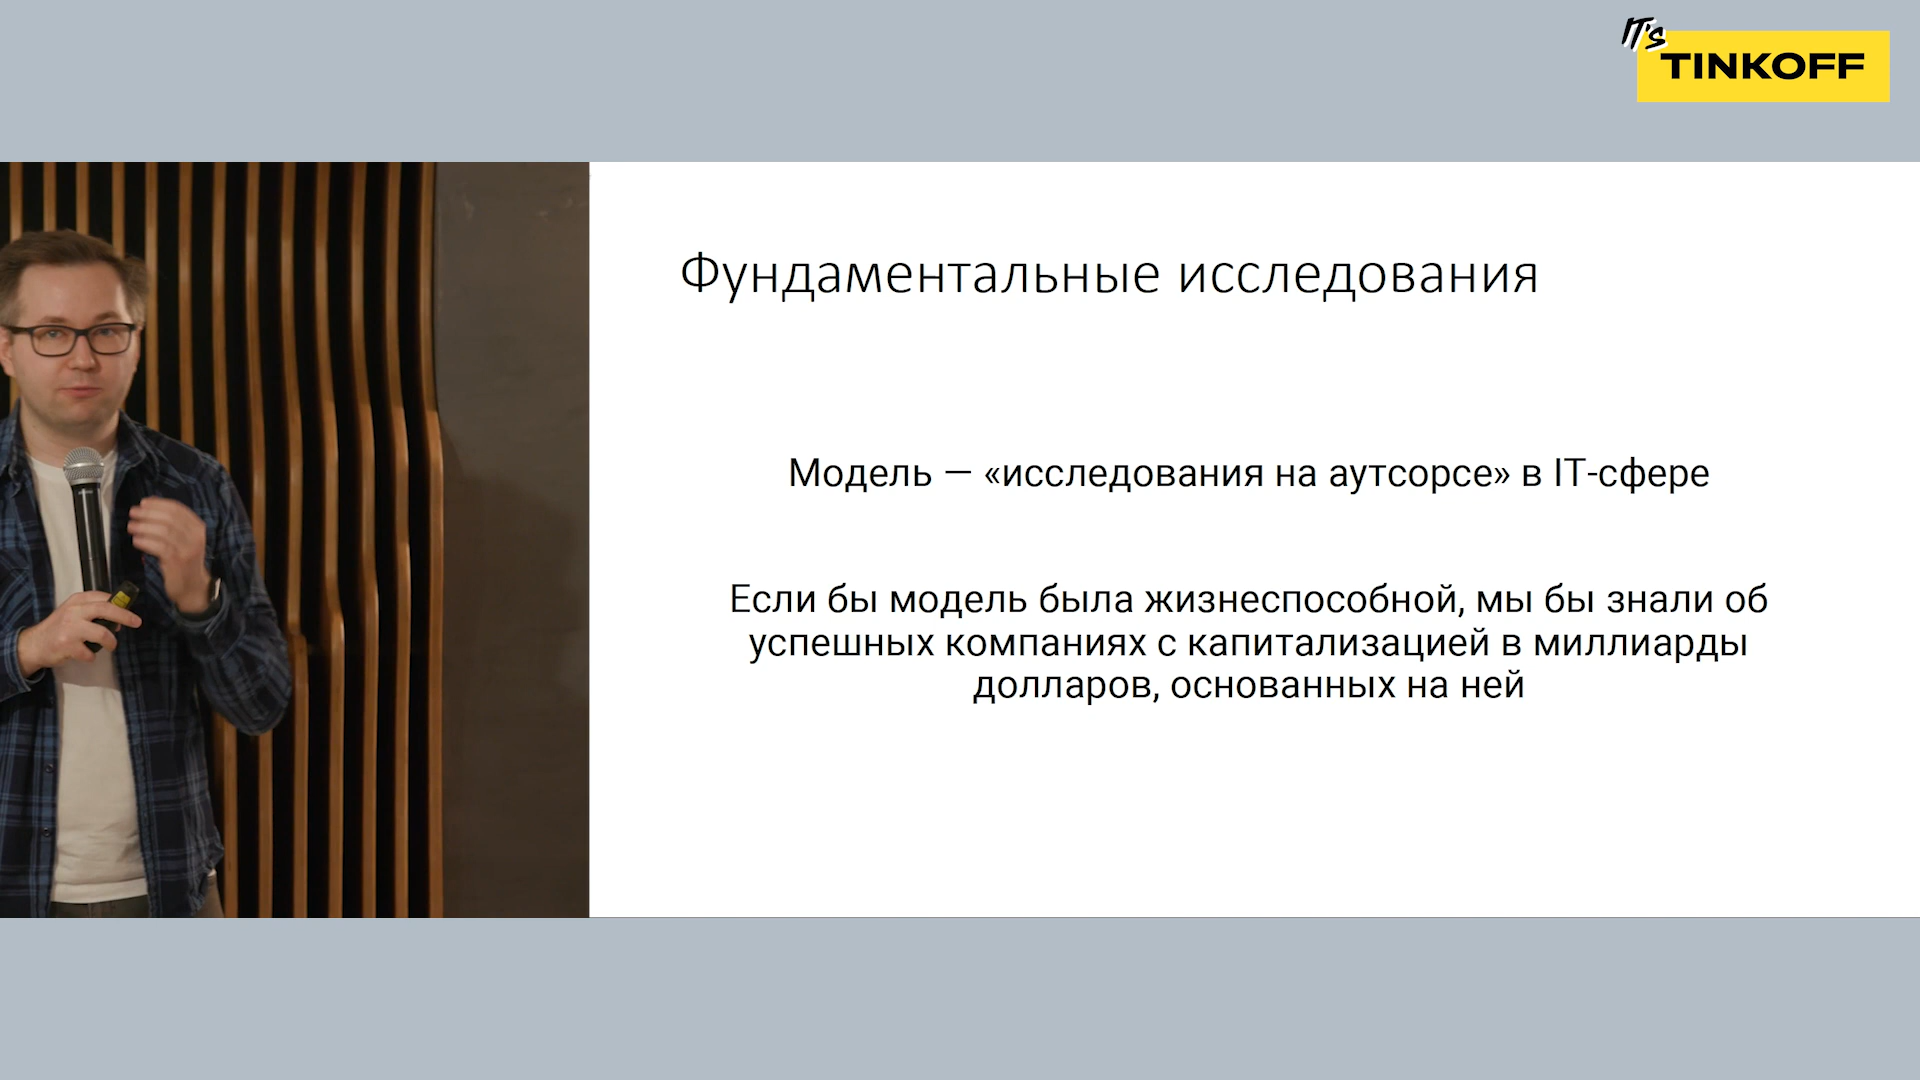 IT's
TINKOFF
Фундаментальные исследования
Модель — «исследования на аутсорсе» в IT-сфере
Если бы модель была жизнеспособной, мы бы знали об
успешных компаниях с капитализацией в миллиарды
долларов, основанных на ней